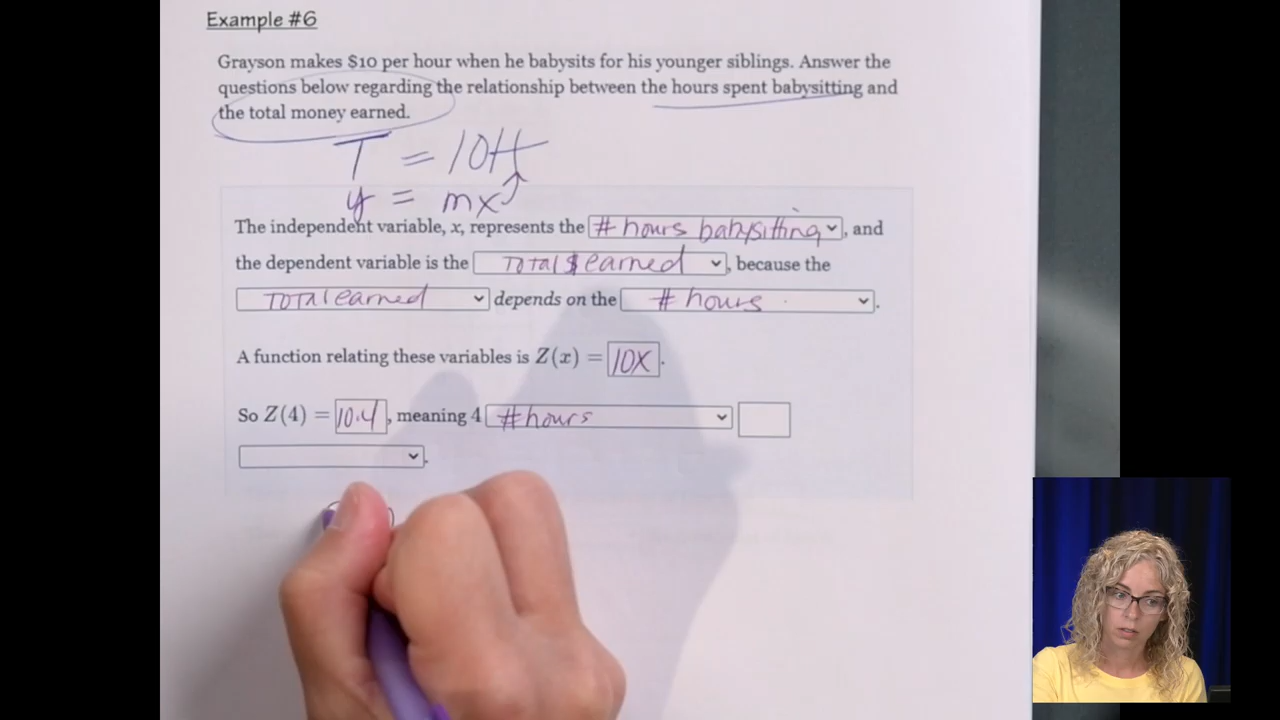 Example #6
Grayson makes $10 per hour when he babysits for his younger siblings. Answer the
questions below regarding the relationship between the hours spent babysitting and
the total money earned.
T = 10H
y = mx
The independent variable, x, represents the # hours babysitting, and
the dependent variable is the Total $ earned, because the
Total earned depends on the # hours.
A function relating these variables is Z(x) = 10X.
So Z(4) = 10.4, meaning 4 # hours
.